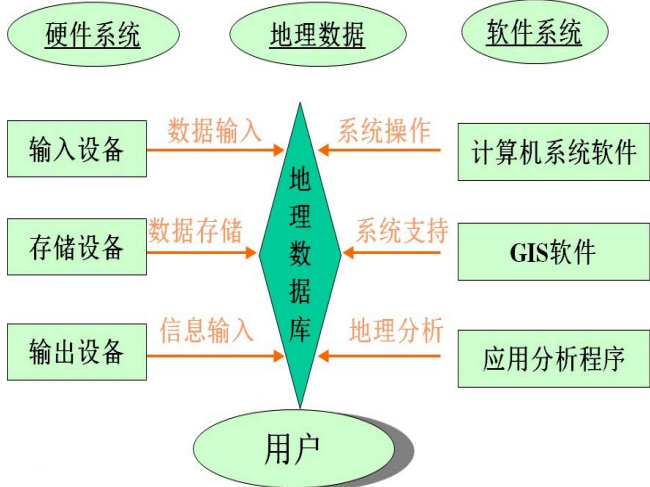 硬件系统
地理数据
软件系统
数据输入
系统操作
输入设备
计算机系统软件
地理数据库
数据存储
系统支持
存储设备
GIS软件
信息输入
地理分析
输出设备
应用分析程序
用户